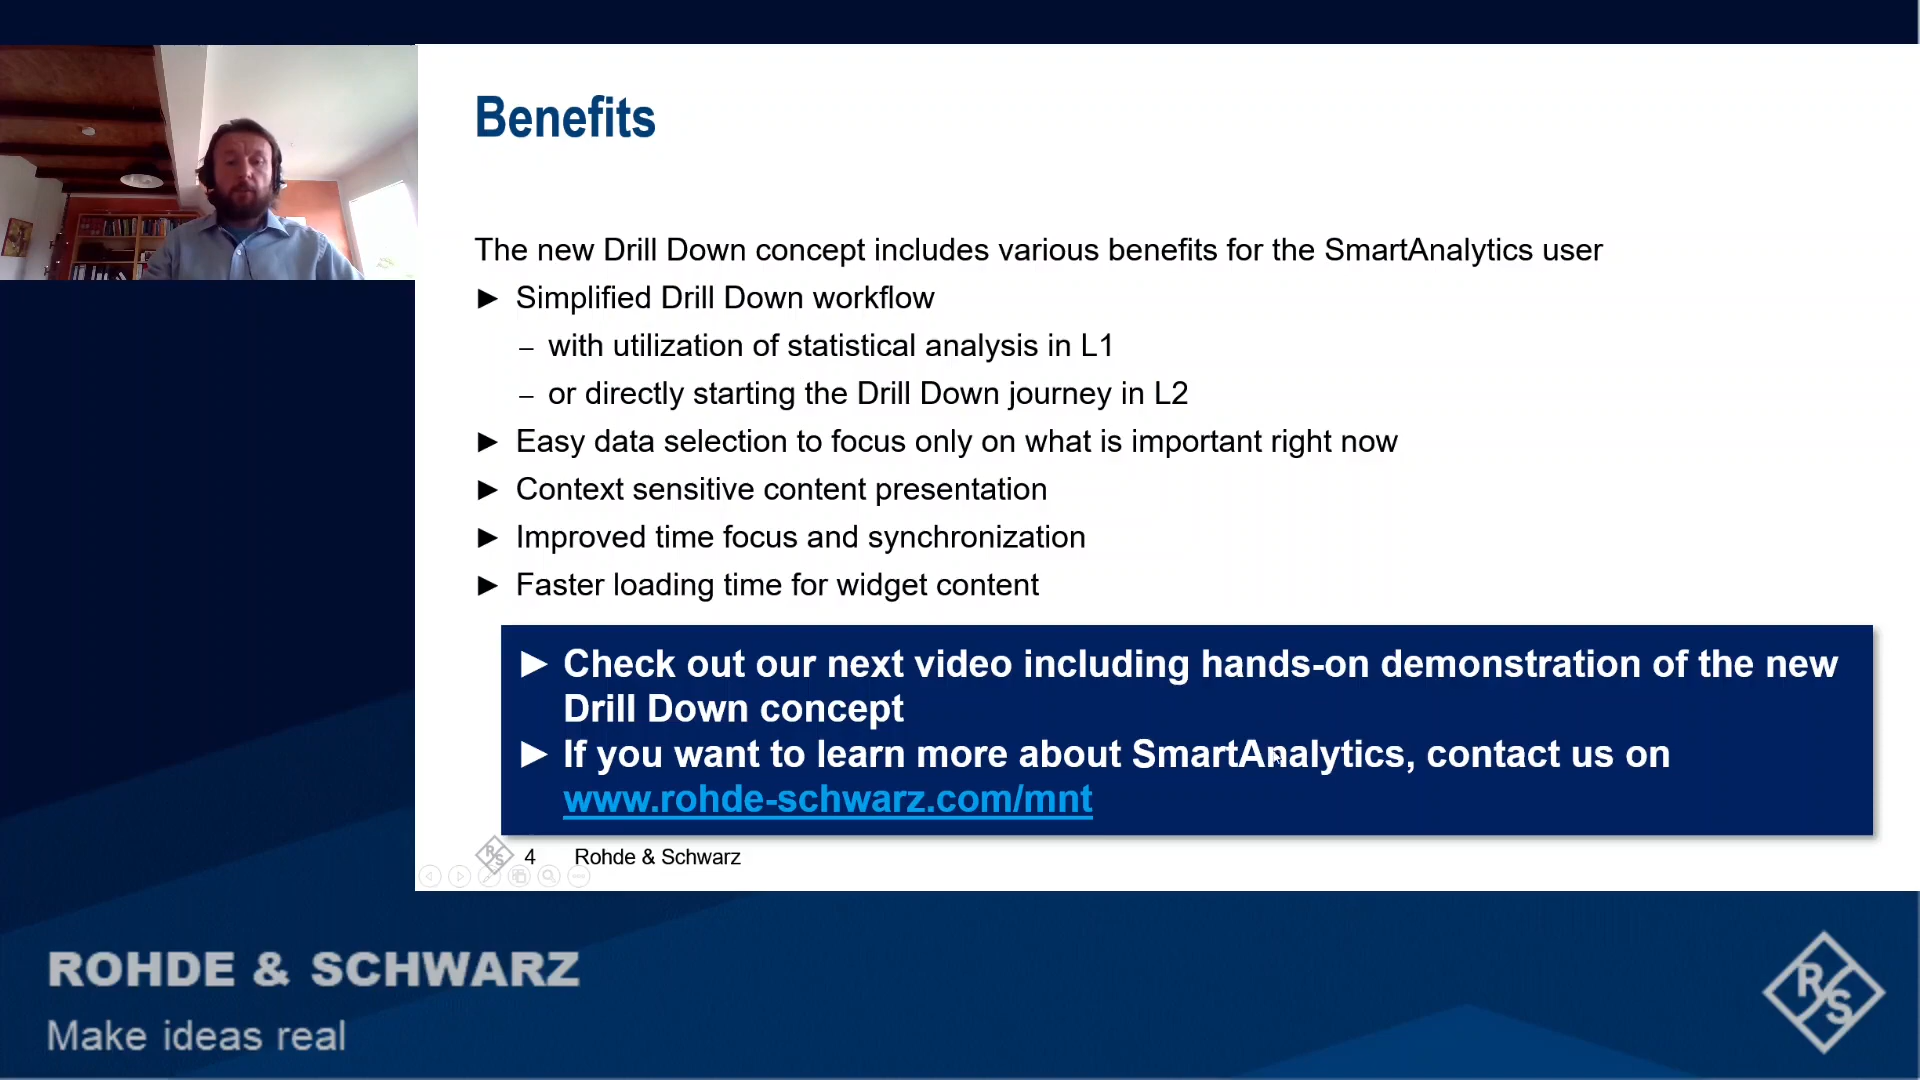 Benefits
The new Drill Down concept includes various benefits for the SmartAnalytics user
► Simplified Drill Down workflow
– with utilization of statistical analysis in L1
– or directly starting the Drill Down journey in L2
► Easy data selection to focus only on what is important right now
► Context sensitive content presentation
► Improved time focus and synchronization
► Faster loading time for widget content
► Check out our next video including hands-on demonstration of the new
Drill Down concept
► If you want to learn more about SmartAnalytics, contact us on
www.rohde-schwarz.com/mnt
RS 4 Rohde & Schwarz
ROHDE & SCHWARZ
Make ideas real
RS